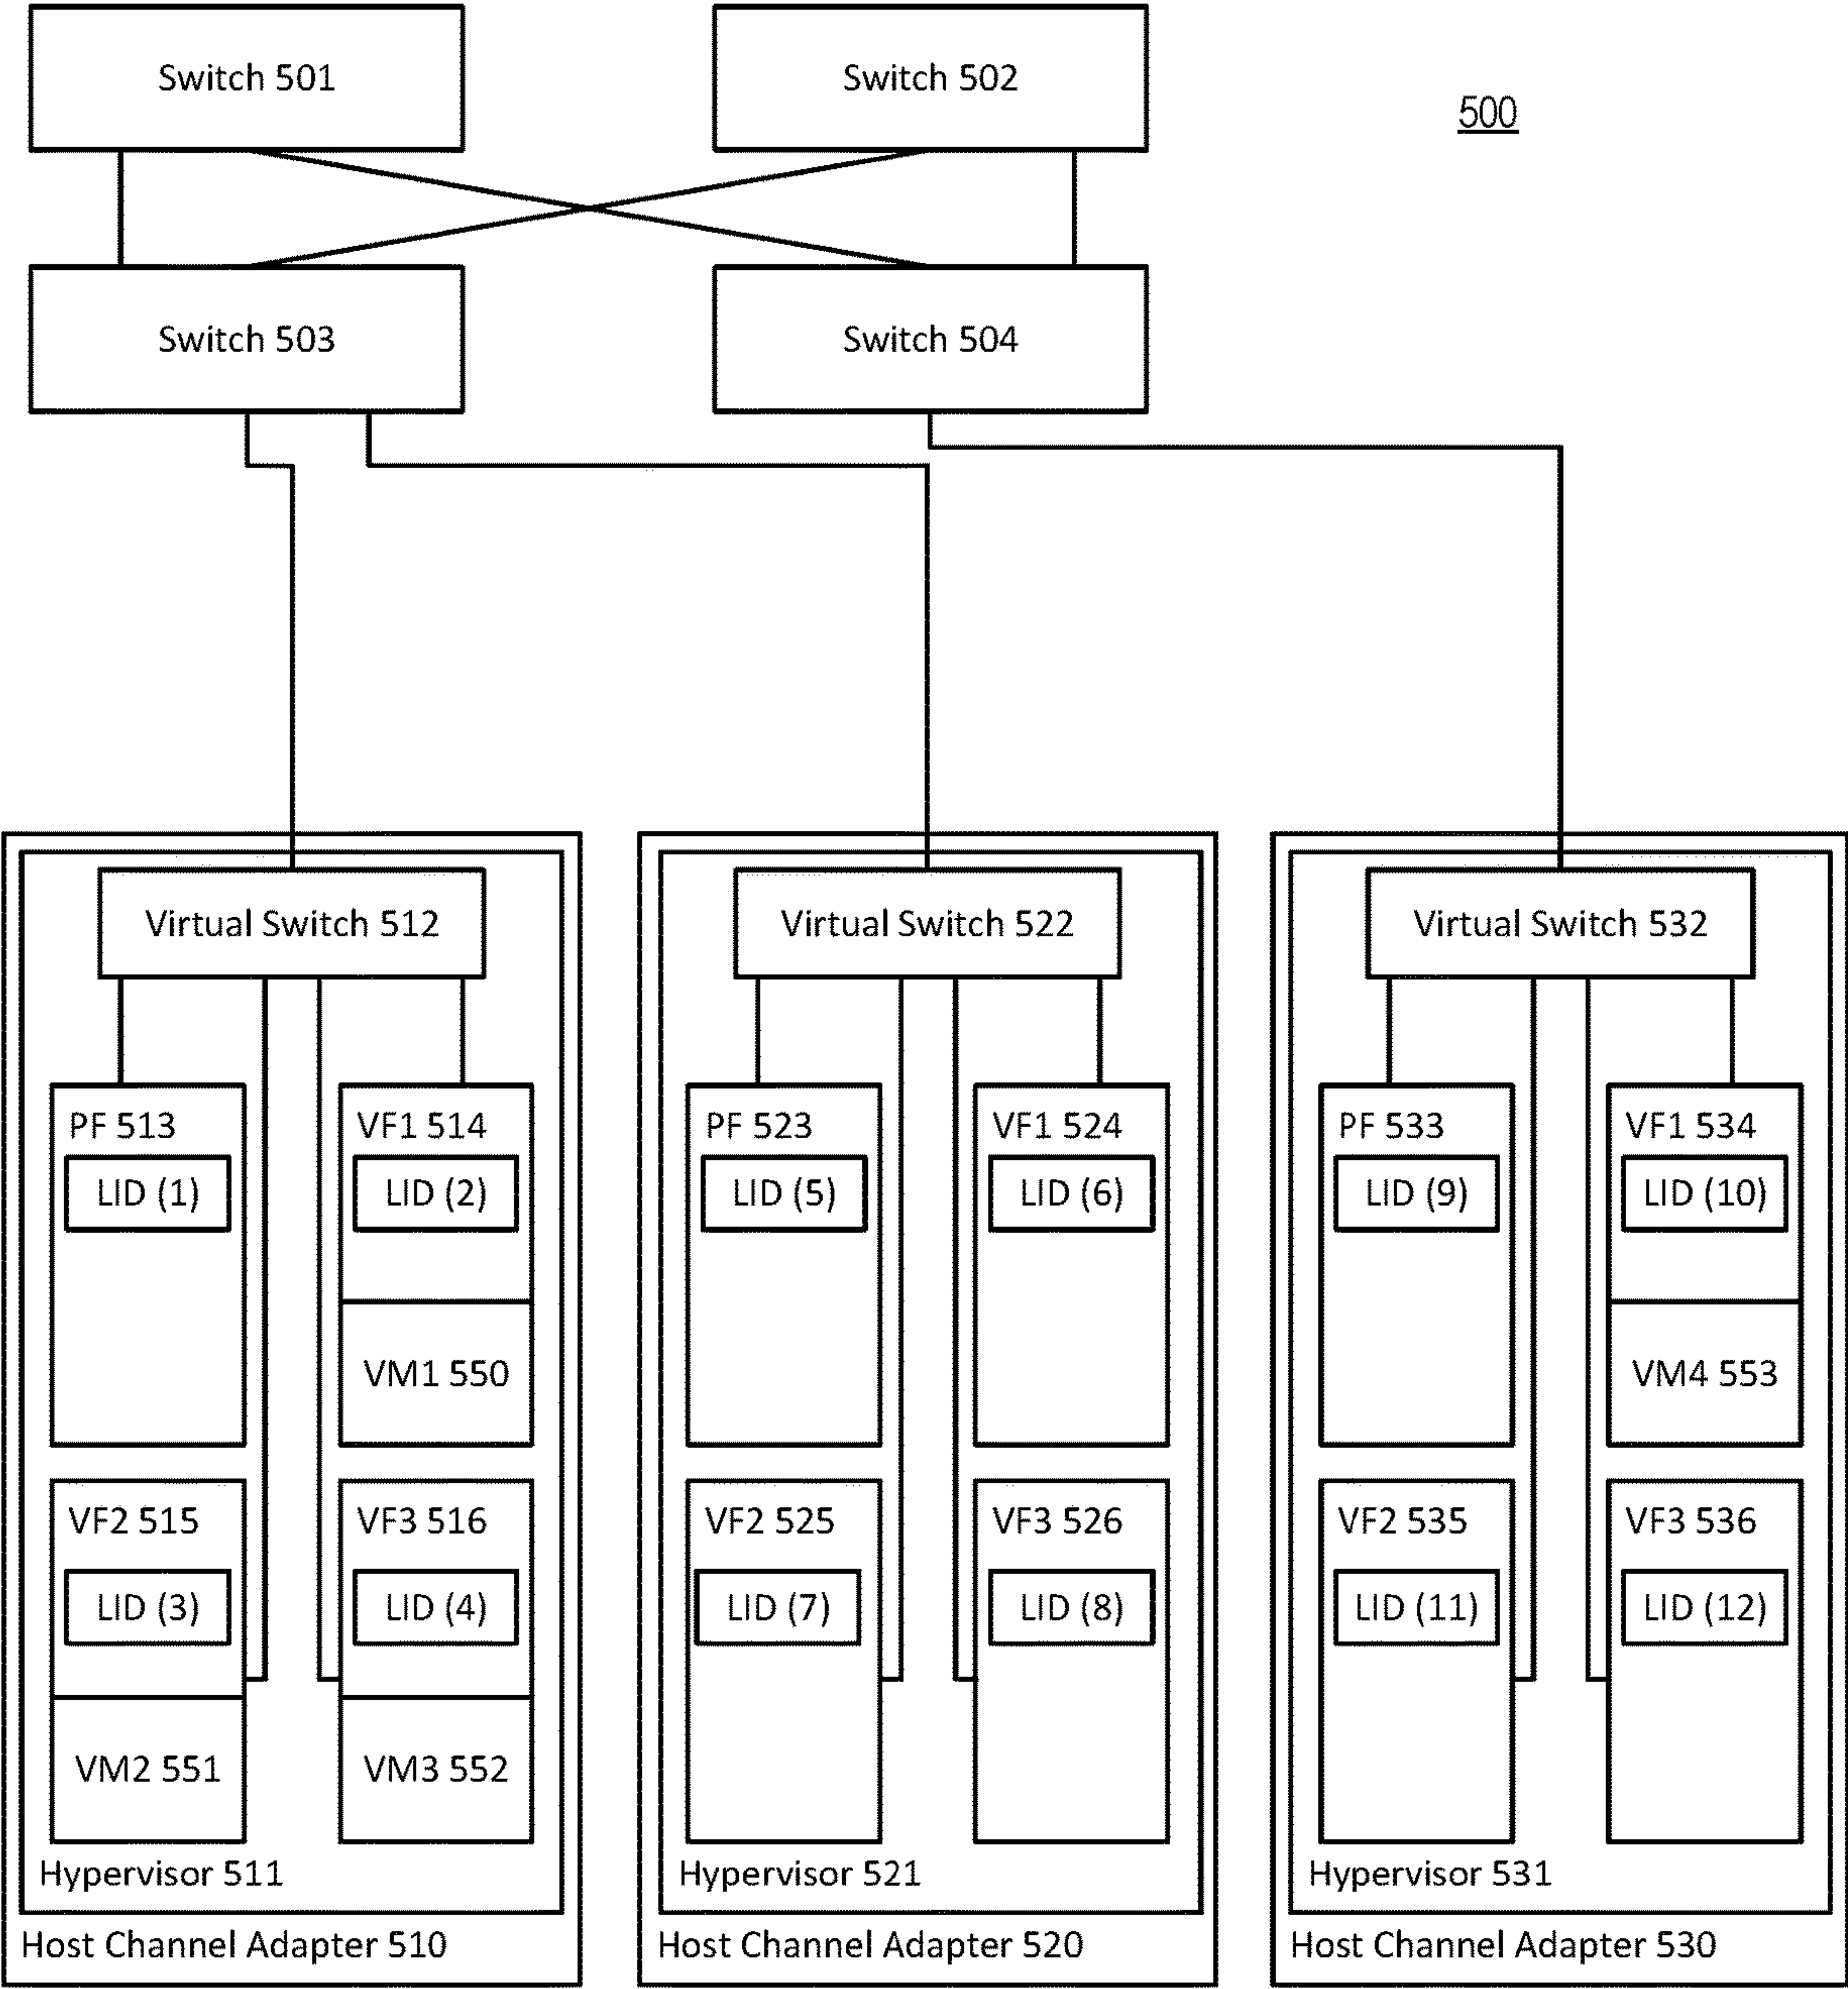 Switch 501
Switch 502
500
Switch 503
Switch 504
Virtual Switch 512
Virtual Switch 522
Virtual Switch 532
PF 513
LID (1)
VF1 514
LID (2)
VM1 550
VF2 515
LID (3)
VM2 551
VF3 516
LID (4)
VM3 552
Hypervisor 511
Host Channel Adapter 510
PF 523
LID (5)
VF1 524
LID (6)
VF2 525
LID (7)
VF3 526
LID (8)
Hypervisor 521
Host Channel Adapter 520
PF 533
LID (9)
VF1 534
LID (10)
VM4 553
VF2 535
LID (11)
VF3 536
LID (12)
Hypervisor 531
Host Channel Adapter 530